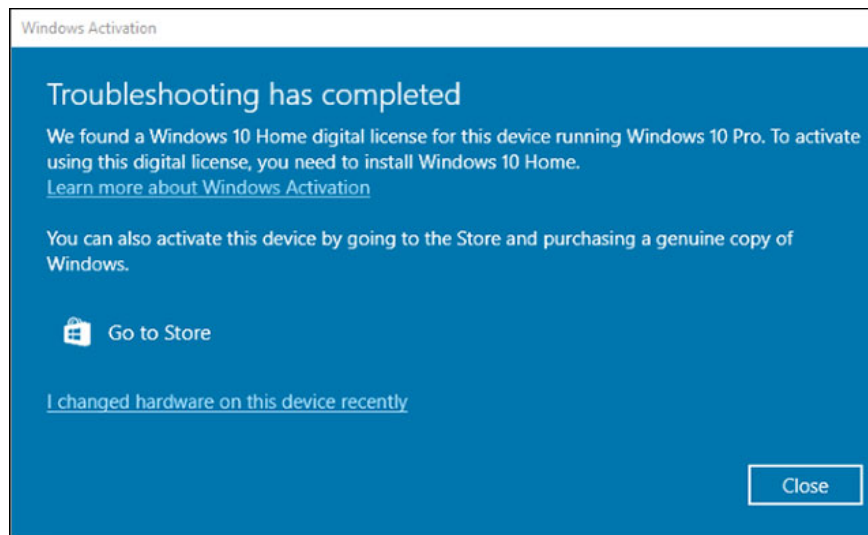 Windows Activation
Troubleshooting has completed
We found a Windows 10 Home digital license for this device running Windows 10 Pro. To activate
using this digital license, you need to install Windows 10 Home.
Learn more about Windows Activation
You can also activate this device by going to the Store and purchasing a genuine copy of
Windows.
Go to Store
I changed hardware on this device recently
Close